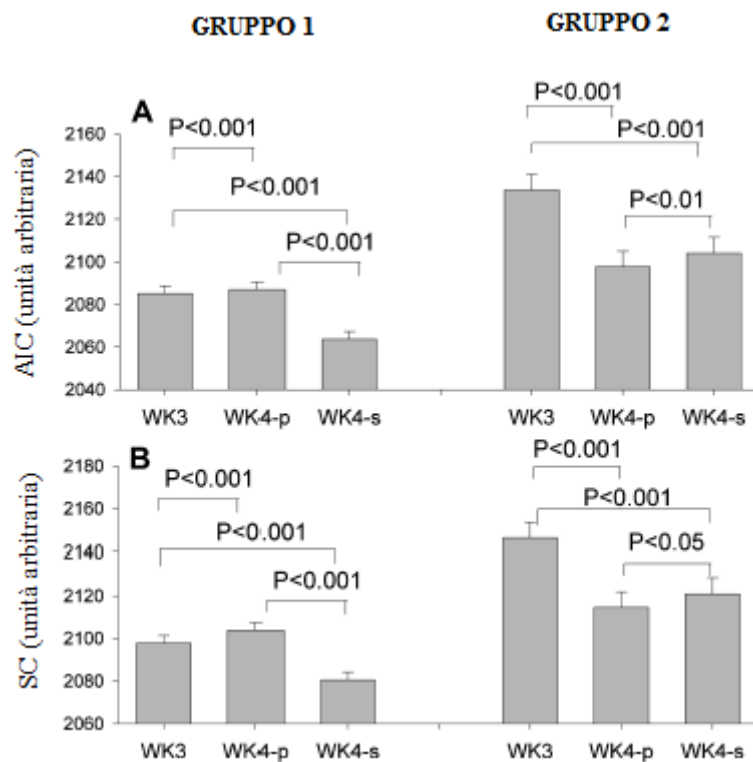 GRUPPO 1
GRUPPO 2
A
AIC (unità arbitraria)
2160
2140
2120
2100
2080
2060
2040
P<0.001
P<0.001
P<0.001
P<0.001
P<0.001
P<0.01
WK3 WK4-p WK4-s WK3 WK4-p WK4-s
B
SC (unità arbitraria)
2180
2160
2140
2120
2100
2080
2060
P<0.001
P<0.001
P<0.001
P<0.001
P<0.001
P<0.05
WK3 WK4-p WK4-s WK3 WK4-p WK4-s